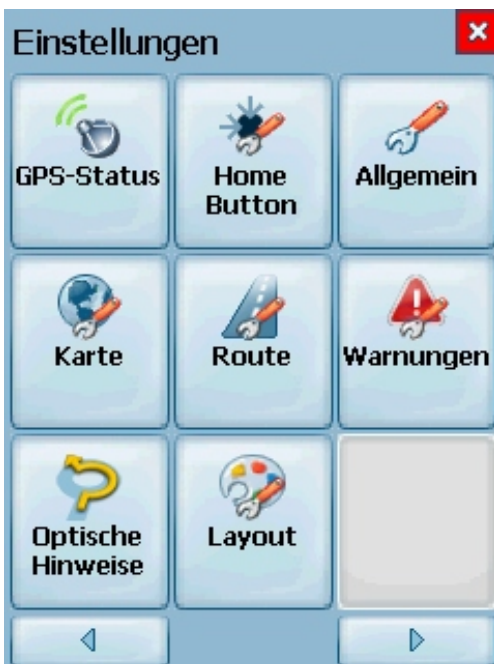 Einstellungen
GPS-Status
Home
Button
Allgemein
Karte
Route
Warnungen
Optische
Hinweise
Layout